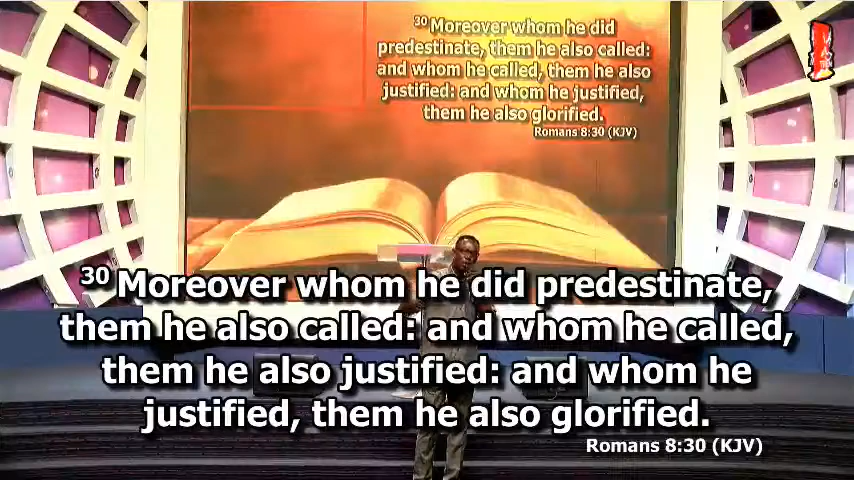 30 Moreover whom he did
predestinate, them he also called:
and whom he called, them he also
justified: and whom he justified,
them he also glorified.
Romans 8:30 (KJV)
30 Moreover whom he did predestinate,
them he also called: and whom he called,
them he also justified: and whom he
justified, them he also glorified.
Romans 8:30 (KJV)